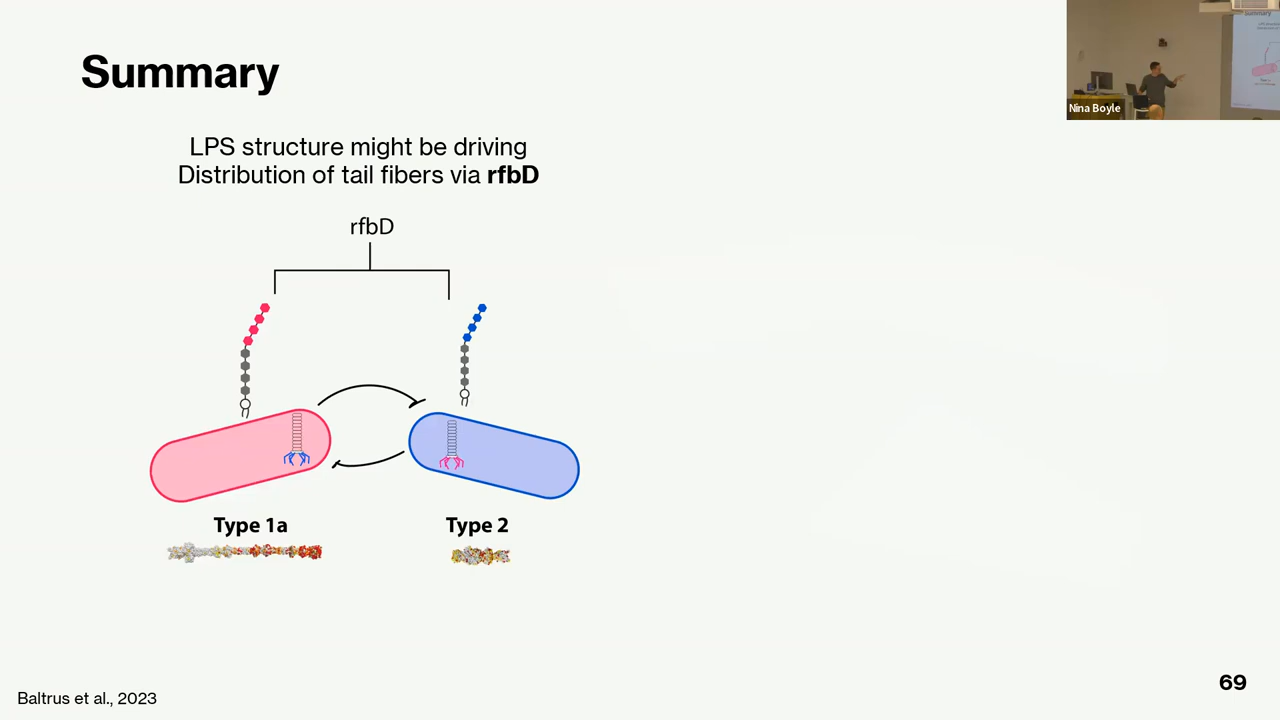 Summary
LPS structure might be driving
Distribution of tail fibers via rfbD
rfbD
Type 1a
Type 2
Baltrus et al., 2023
69
Nina Boyle
Summary